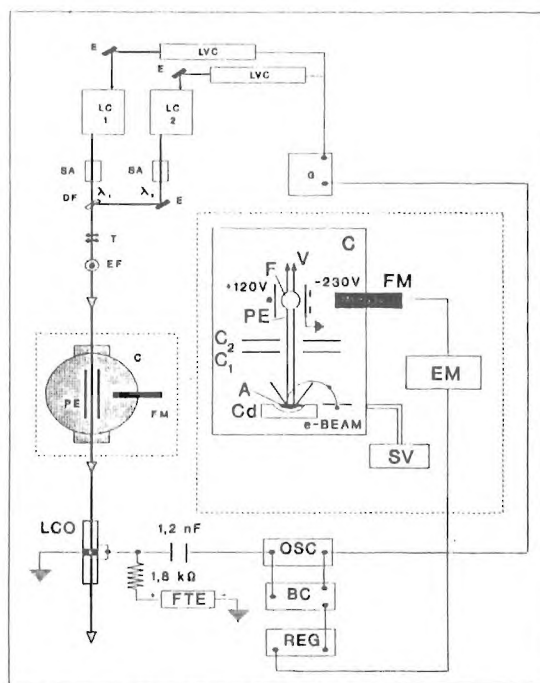 E
LVC
E
LVC
LC
1
LC
2
SA
SA
G
DF
λ₁
E
T
EF
C
V
F
+120V
-230V
FM
PE
C₂
C₁
EM
A
Cd
e-BEAM
SV
C
PE
FM
LCO
1,2 nF
OSC
1,8 kΩ
+
FTE
-
BC
REG